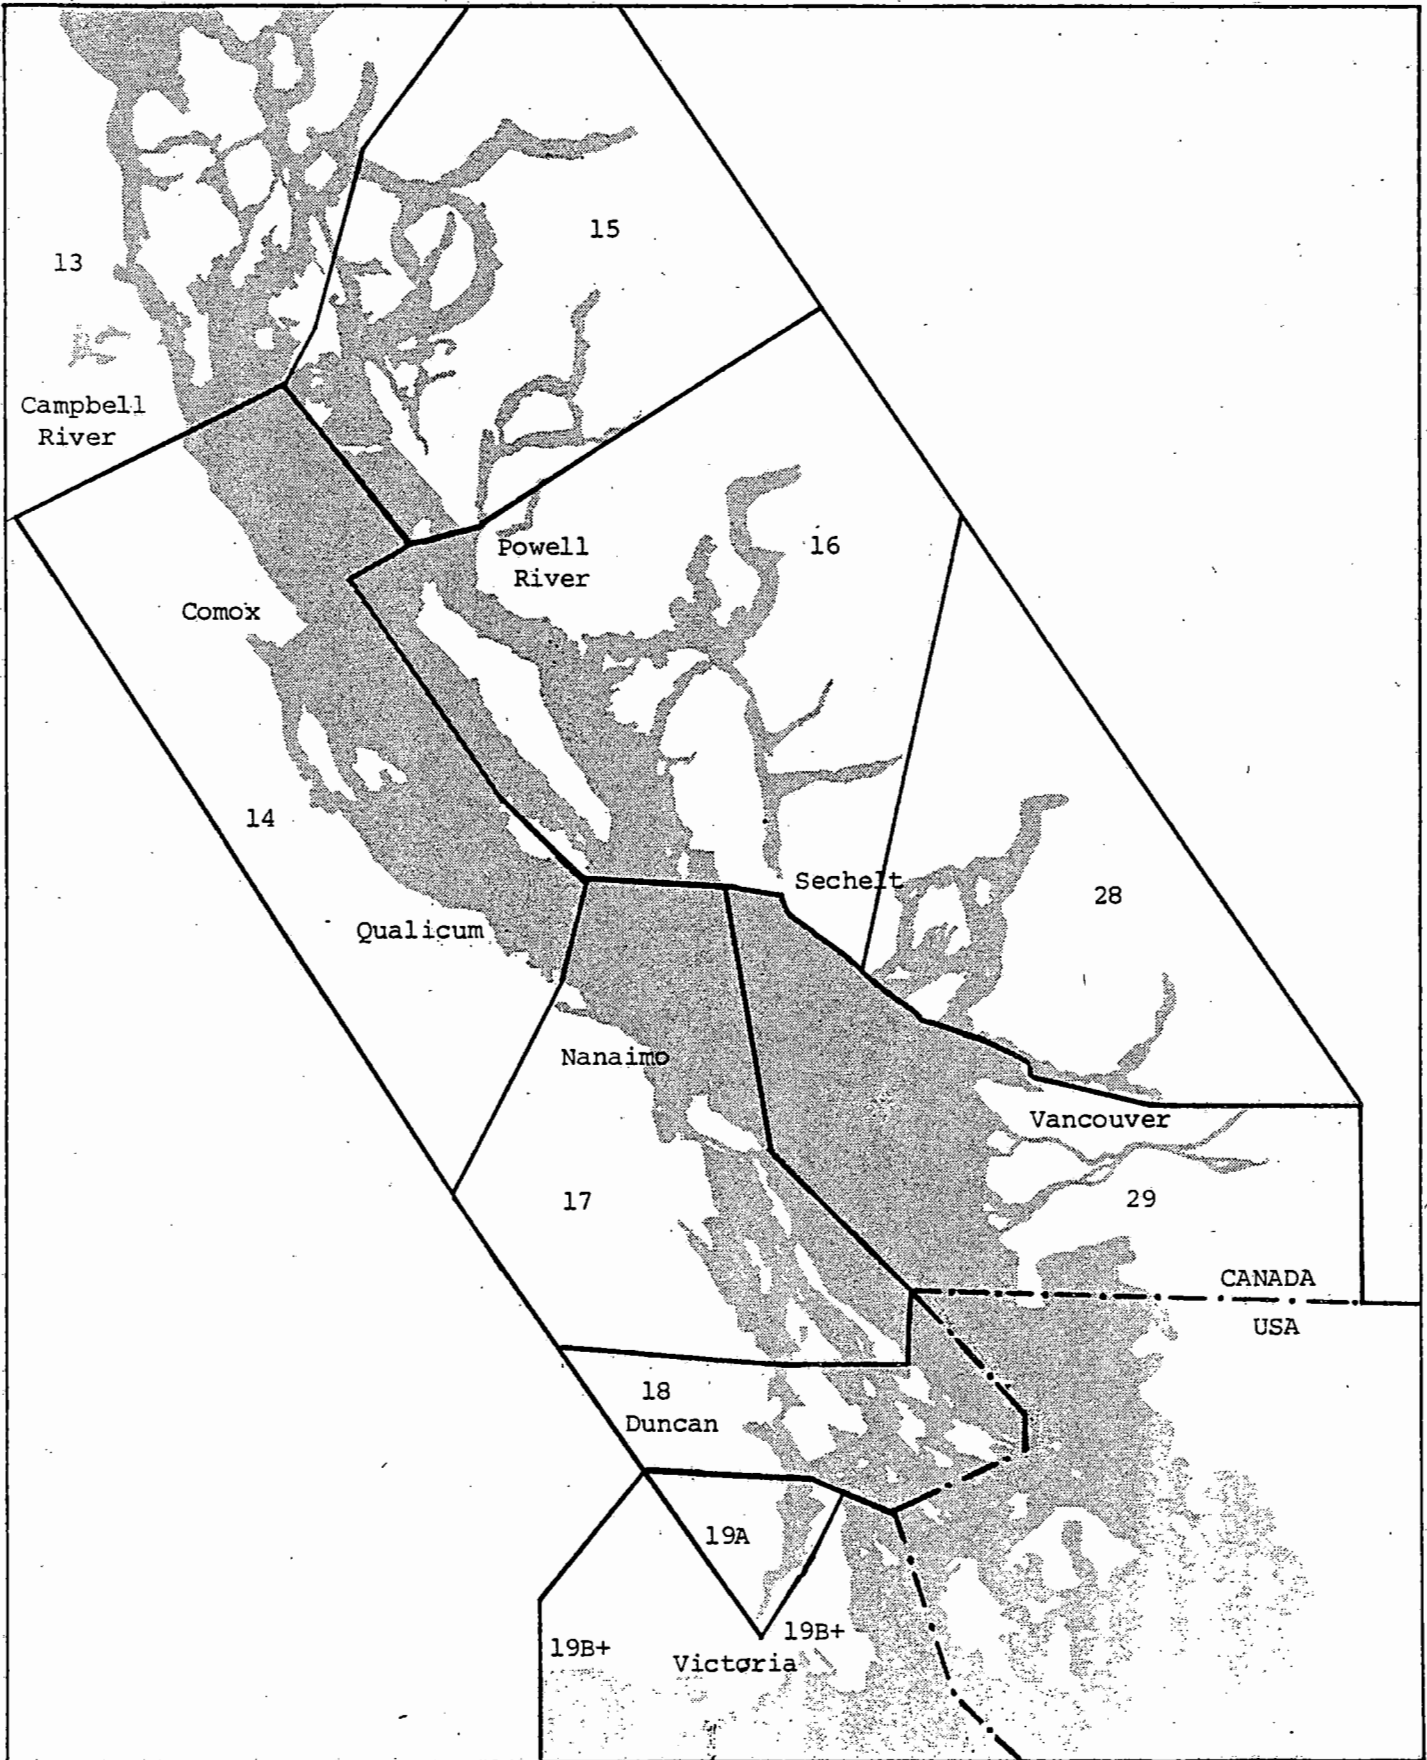 15
13
Campbell
River
Powell
River
16
Comox
14
Sechelt
28
Qualicum
Nanaimo
Vancouver
17
29
CANADA
USA
18
Duncan
19A
19B+
19B+
Victoria